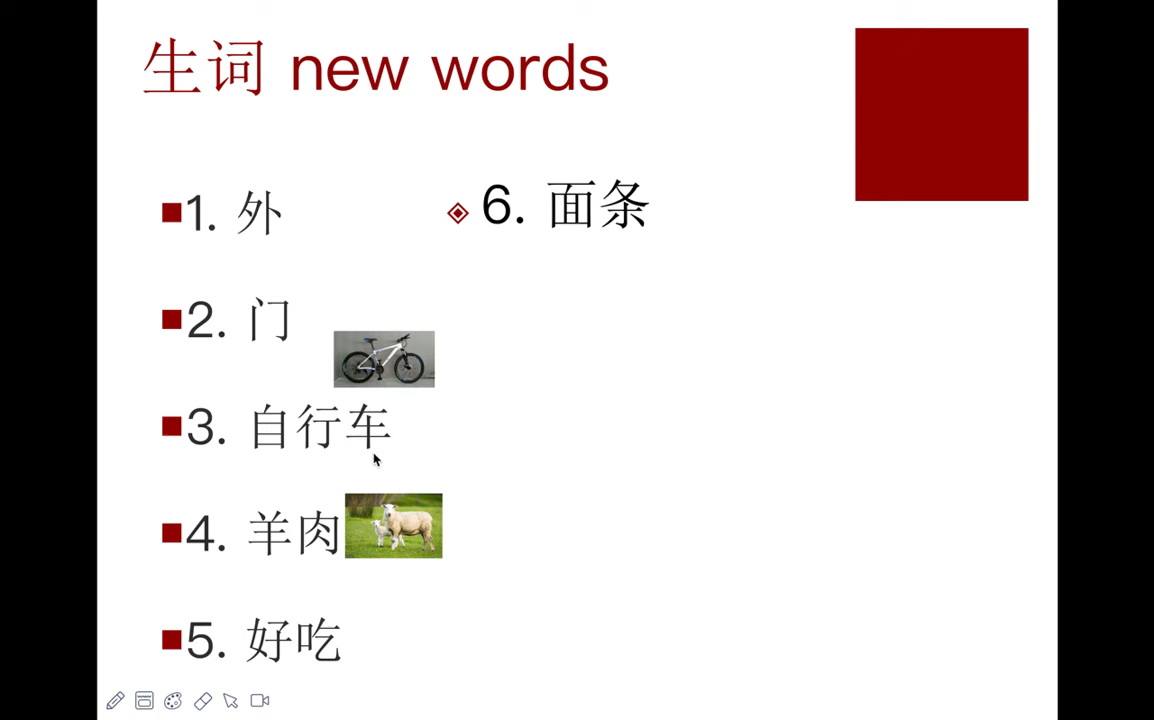 生词 new words
1. 外
2. 门
3. 自行车
4. 羊肉
5. 好吃
6. 面条